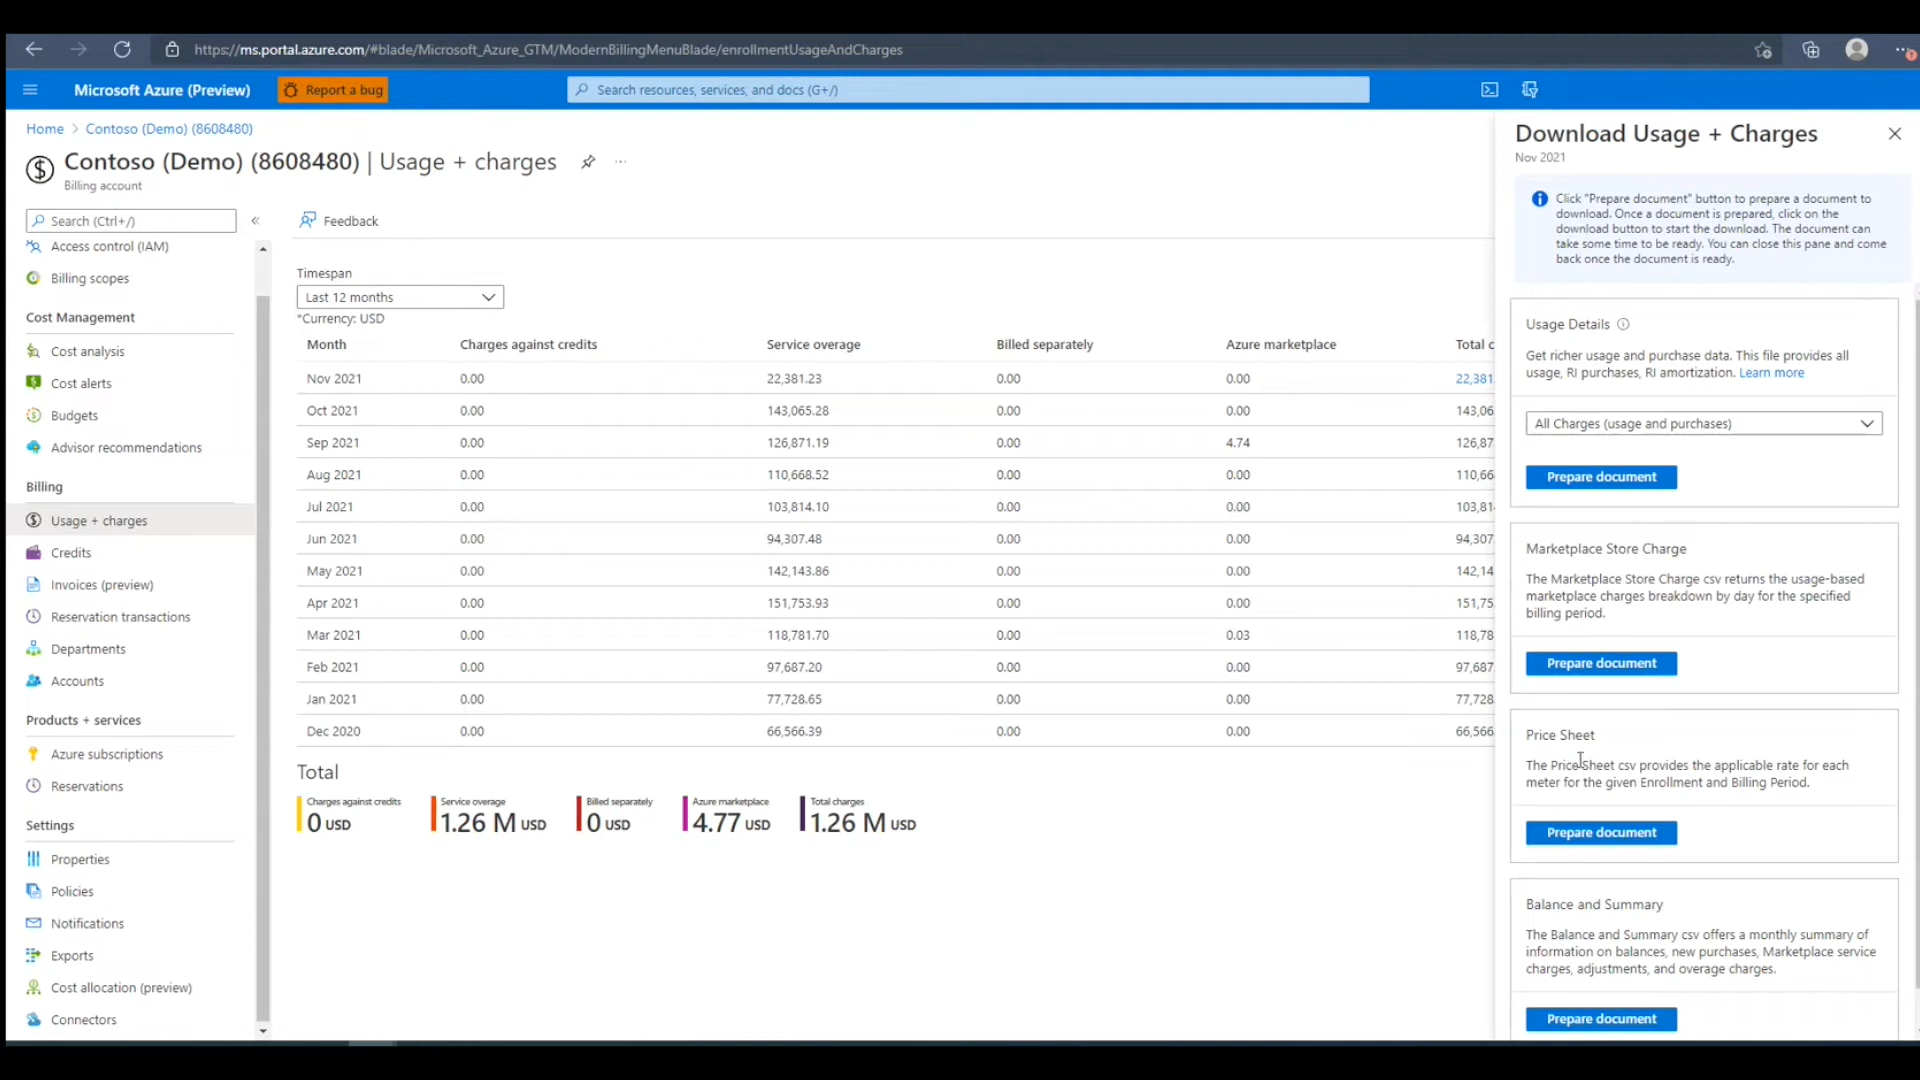 https://ms.portal.azure.com/#blade/Microsoft_Azure_GTM/ModernBillingMenuBlade/enrollmentUsageAndCharges
Microsoft Azure (Preview)
Report a bug
Search resources, services, and docs (G+/)
Home > Contoso (Demo) (8608480)
Contoso (Demo) (8608480) | Usage + charges
Billing account
Search (Ctrl+/)
Access control (IAM)
Billing scopes
Cost Management
Cost analysis
Cost alerts
Budgets
Advisor recommendations
Billing
Usage + charges
Credits
Invoices (preview)
Reservation transactions
Departments
Accounts
Products + services
Azure subscriptions
Reservations
Settings
Properties
Policies
Notifications
Exports
Cost allocation (preview)
Connectors
Feedback
Timespan
Last 12 months
*Currency: USD
Month Charges against credits Service overage Billed separately Azure marketplace Total c
Nov 2021 0.00 22,381.23 0.00 0.00 22,381.
Oct 2021 0.00 143,065.28 0.00 0.00 143,06
Sep 2021 0.00 126,871.19 0.00 4.74 126,87
Aug 2021 0.00 110,668.52 0.00 0.00 110,66
Jul 2021 0.00 103,814.10 0.00 0.00 103,81
Jun 2021 0.00 94,307.48 0.00 0.00 94,307
May 2021 0.00 142,143.86 0.00 0.00 142,14
Apr 2021 0.00 151,753.93 0.00 0.00 151,75
Mar 2021 0.00 118,781.70 0.00 0.03 118,78
Feb 2021 0.00 97,687.20 0.00 0.00 97,687
Jan 2021 0.00 77,728.65 0.00 0.00 77,728
Dec 2020 0.00 66,566.39 0.00 0.00 66,566
Total
Charges against credits
0 USD
Service overage
1.26 M USD
Billed separately
0 USD
Azure marketplace
4.77 USD
Total charges
1.26 M USD
Download Usage + Charges
Nov 2021
Click "Prepare document" button to prepare a document to
download. Once a document is prepared, click on the
download button to start the download. The document can
take some time to be ready. You can close this pane and come
back once the document is ready.
Usage Details
Get richer usage and purchase data. This file provides all
usage, RI purchases, RI amortization. Learn more
All Charges (usage and purchases)
Prepare document
Marketplace Store Charge
The Marketplace Store Charge csv returns the usage-based
marketplace charges breakdown by day for the specified
billing period.
Prepare document
Price Sheet
The Price Sheet csv provides the applicable rate for each
meter for the given Enrollment and Billing Period.
Prepare document
Balance and Summary
The Balance and Summary csv offers a monthly summary of
information on balances, new purchases, Marketplace service
charges, adjustments, and overage charges.
Prepare document